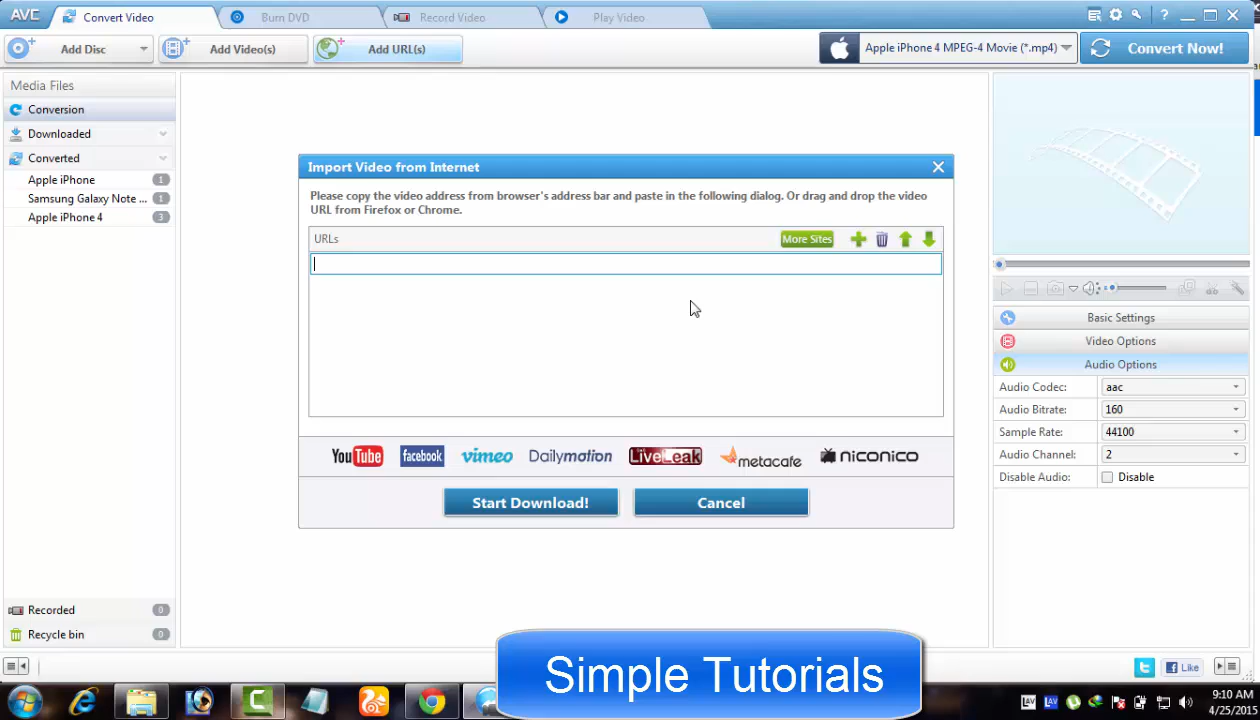 AVC Convert Video Burn DVD Record Video Play Video
Add Disc Add Video(s) Add URL(s) Apple iPhone 4 MPEG-4 Movie (*.mp4) Convert Now!
Media Files
Conversion
Downloaded
Converted
Apple iPhone 1
Samsung Galaxy Note ... 1
Apple iPhone 4 3
Recorded 0
Recycle bin 0
Import Video from Internet
Please copy the video address from browser's address bar and paste in the following dialog. Or drag and drop the video
URL from Firefox or Chrome.
URLs More Sites
YouTube facebook vimeo Dailymotion LiveLeak metacafe niconico
Start Download! Cancel
Basic Settings
Video Options
Audio Options
Audio Codec: aac
Audio Bitrate: 160
Sample Rate: 44100
Audio Channel: 2
Disable Audio: Disable
Like
Simple Tutorials
LAV LAV
9:10 AM
4/25/2015